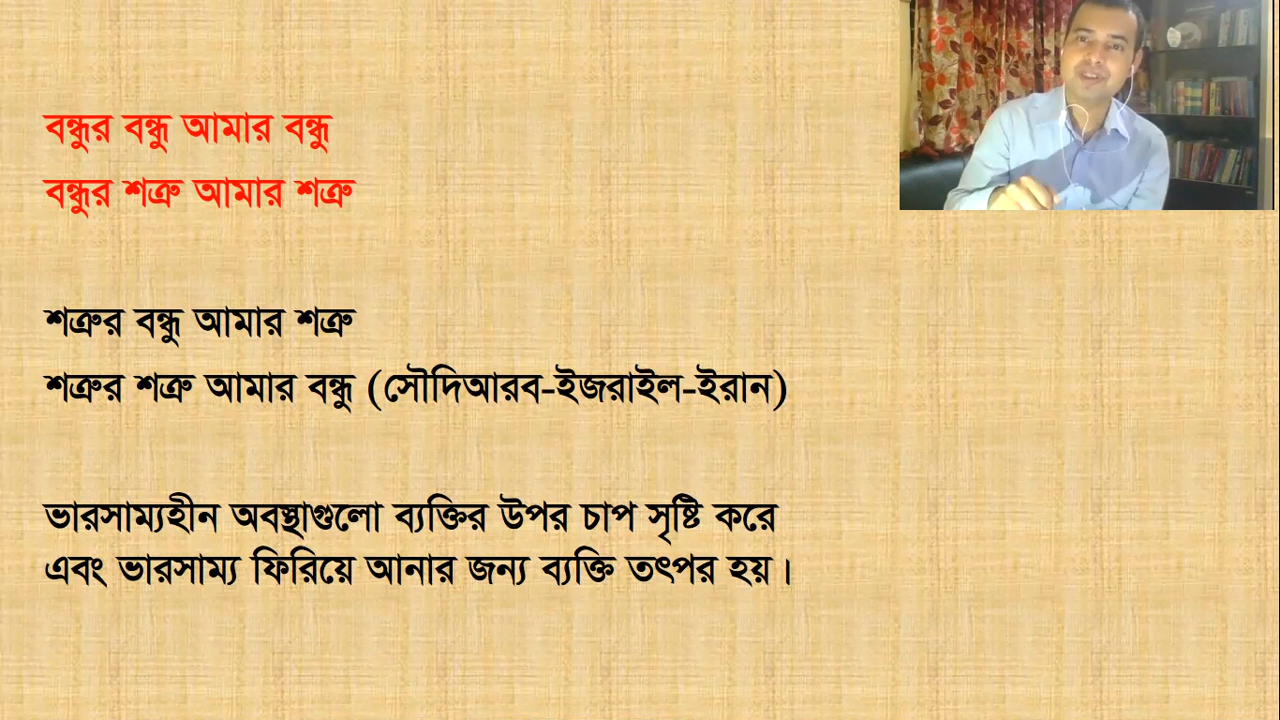 বন্ধুর বন্ধু আমার বন্ধু
বন্ধুর শত্রু আমার শত্রু
শত্রুর বন্ধু আমার শত্রু
শত্রুর শত্রু আমার বন্ধু (সৌদিআরব-ইজরাইল-ইরান)
ভারসাম্যহীন অবস্থাগুলো ব্যক্তির উপর চাপ সৃষ্টি করে
এবং ভারসাম্য ফিরিয়ে আনার জন্য ব্যক্তি তৎপর হয়।